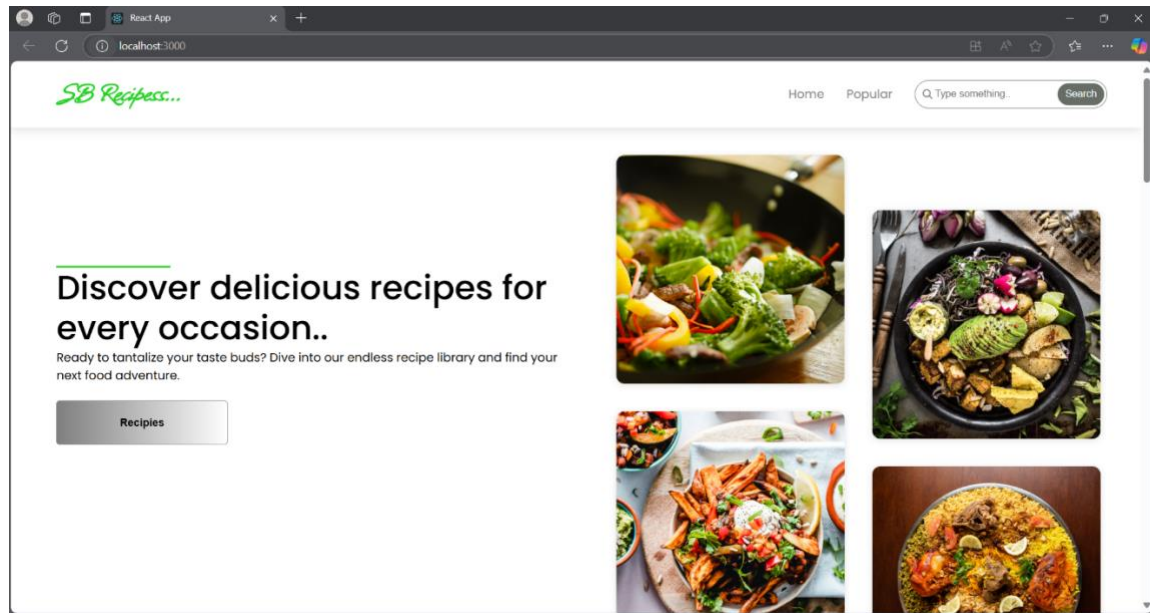 React App
localhost:3000
SB Recipess...
Home Popular Type something.. Search
Discover delicious recipes for
every occasion..
Ready to tantalize your taste buds? Dive into our endless recipe library and find your
next food adventure.
Recipies